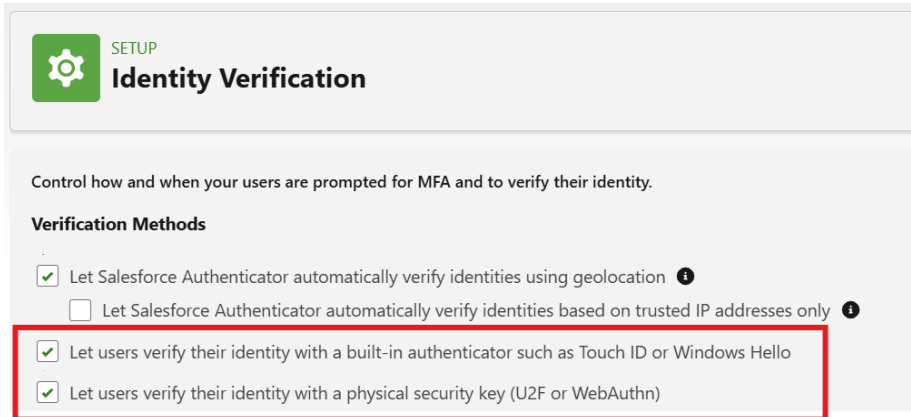 SETUP
Identity Verification
Control how and when your users are prompted for MFA and to verify their identity.
Verification Methods
Let Salesforce Authenticator automatically verify identities using geolocation
Let Salesforce Authenticator automatically verify identities based on trusted IP addresses only
Let users verify their identity with a built-in authenticator such as Touch ID or Windows Hello
Let users verify their identity with a physical security key (U2F or WebAuthn)